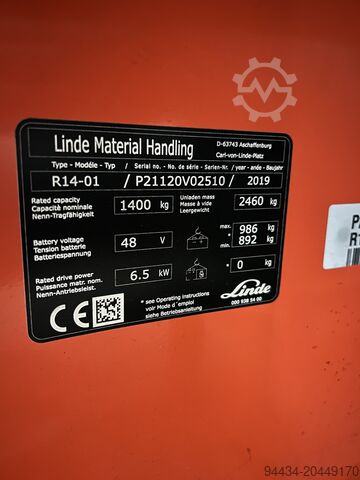 Linde Material Handling
D-63743 Aschaffenburg
Carl-von-Linde-Platz
Type - Modèle - Typ / Serial no. - No. de série - Serien-Nr. / year - année - Baujahr
R14-01 / P21120V02510 / 2019
Rated capacity
Capacité nominale
Nenn-Tragfähigkeit
1400 kg
Unladen mass
Masse à vide
Leergewicht
2460 kg
Battery voltage
Tension batterie
Batteriespannung
48 V
max. 986 kg
* 892 kg
Rated drive power
Puissance matr. nom.
Nenn-Antriebsleist.
6.5 kW
* 0 kg
* see Operating instructions
voir Mode d'emploi
siehe Betriebsanleitung
CE
Linde
000 938 34 00
94434-20449170